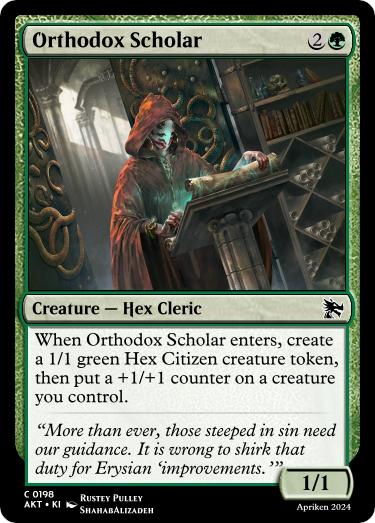 Orthodox Scholar 2
Creature — Hex Cleric
When Orthodox Scholar enters, create
a 1/1 green Hex Citizen creature token,
then put a +1/+1 counter on a creature
you control.
“More than ever, those steeped in sin need
our guidance. It is wrong to shirk that
duty for Erysian ‘improvements.’”
1/1
C 0198
AKT • KI Rustey Pulley
ShahabAlizadeh
Apriken 2024